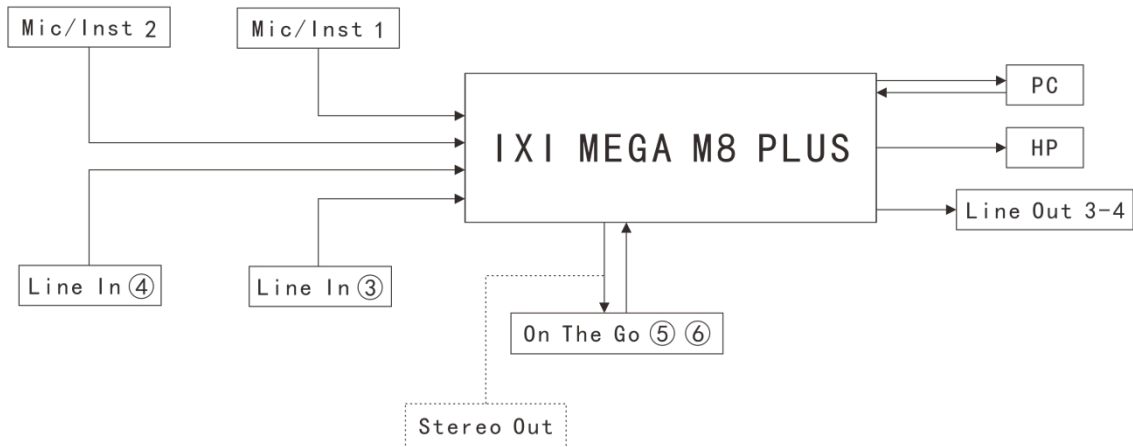 Mic/Inst 2
Mic/Inst 1
IXI MEGA M8 PLUS
PC
HP
Line Out 3-4
Line In ④
Line In ③
On The Go ⑤ ⑥
Stereo Out